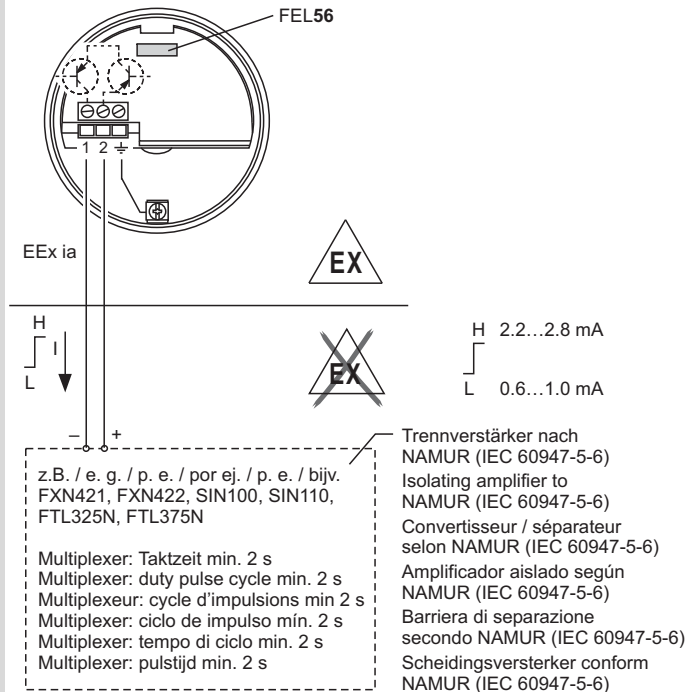 FEL56
1 2
EEx ia
EX
H
I
L
EX
H 2.2...2.8 mA
L 0.6...1.0 mA
– +
z.B. / e. g. / p. e. / por ej. / p. e. / bijv.
FXN421, FXN422, SIN100, SIN110,
FTL325N, FTL375N
Multiplexer: Taktzeit min. 2 s
Multiplexer: duty pulse cycle min. 2 s
Multiplexeur: cycle d'impulsions min 2 s
Multiplexer: ciclo de impulso mín. 2 s
Multiplexer: tempo di ciclo min. 2 s
Multiplexer: pulstijd min. 2 s
Trennverstärker nach
NAMUR (IEC 60947-5-6)
Isolating amplifier to
NAMUR (IEC 60947-5-6)
Convertisseur / séparateur
selon NAMUR (IEC 60947-5-6)
Amplificador aislado según
NAMUR (IEC 60947-5-6)
Barriera di separazione
secondo NAMUR (IEC 60947-5-6)
Scheidingsversterker conform
NAMUR (IEC 60947-5-6)